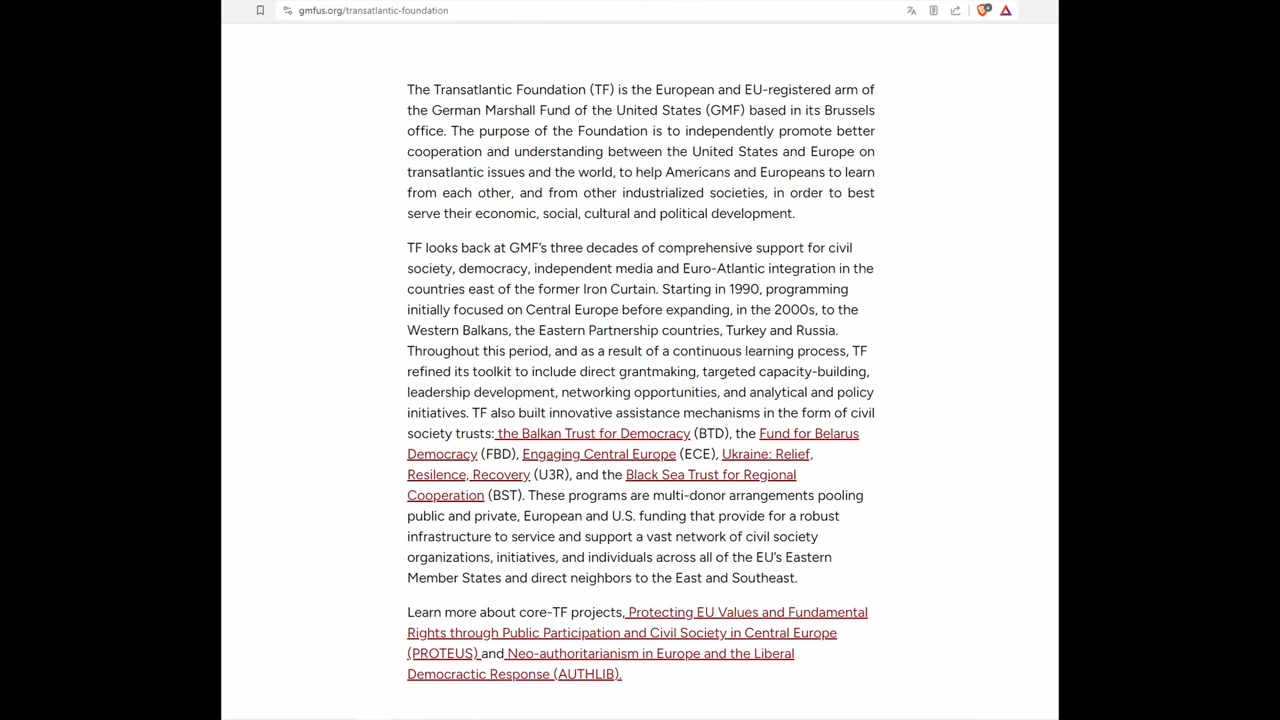 gmfus.org/transatlantic-foundation
The Transatlantic Foundation (TF) is the European and EU-registered arm of
the German Marshall Fund of the United States (GMF) based in its Brussels
office. The purpose of the Foundation is to independently promote better
cooperation and understanding between the United States and Europe on
transatlantic issues and the world, to help Americans and Europeans to learn
from each other, and from other industrialized societies, in order to best
serve their economic, social, cultural and political development.
TF looks back at GMF's three decades of comprehensive support for civil
society, democracy, independent media and Euro-Atlantic integration in the
countries east of the former Iron Curtain. Starting in 1990, programming
initially focused on Central Europe before expanding, in the 2000s, to the
Western Balkans, the Eastern Partnership countries, Turkey and Russia.
Throughout this period, and as a result of a continuous learning process, TF
refined its toolkit to include direct grantmaking, targeted capacity-building,
leadership development, networking opportunities, and analytical and policy
initiatives. TF also built innovative assistance mechanisms in the form of civil
society trusts: the Balkan Trust for Democracy (BTD), the Fund for Belarus
Democracy (FBD), Engaging Central Europe (ECE), Ukraine: Relief,
Resilence, Recovery (U3R), and the Black Sea Trust for Regional
Cooperation (BST). These programs are multi-donor arrangements pooling
public and private, European and U.S. funding that provide for a robust
infrastructure to service and support a vast network of civil society
organizations, initiatives, and individuals across all of the EU's Eastern
Member States and direct neighbors to the East and Southeast.
Learn more about core-TF projects, Protecting EU Values and Fundamental
Rights through Public Participation and Civil Society in Central Europe
(PROTEUS) and Neo-authoritarianism in Europe and the Liberal
Democractic Response (AUTHLIB).